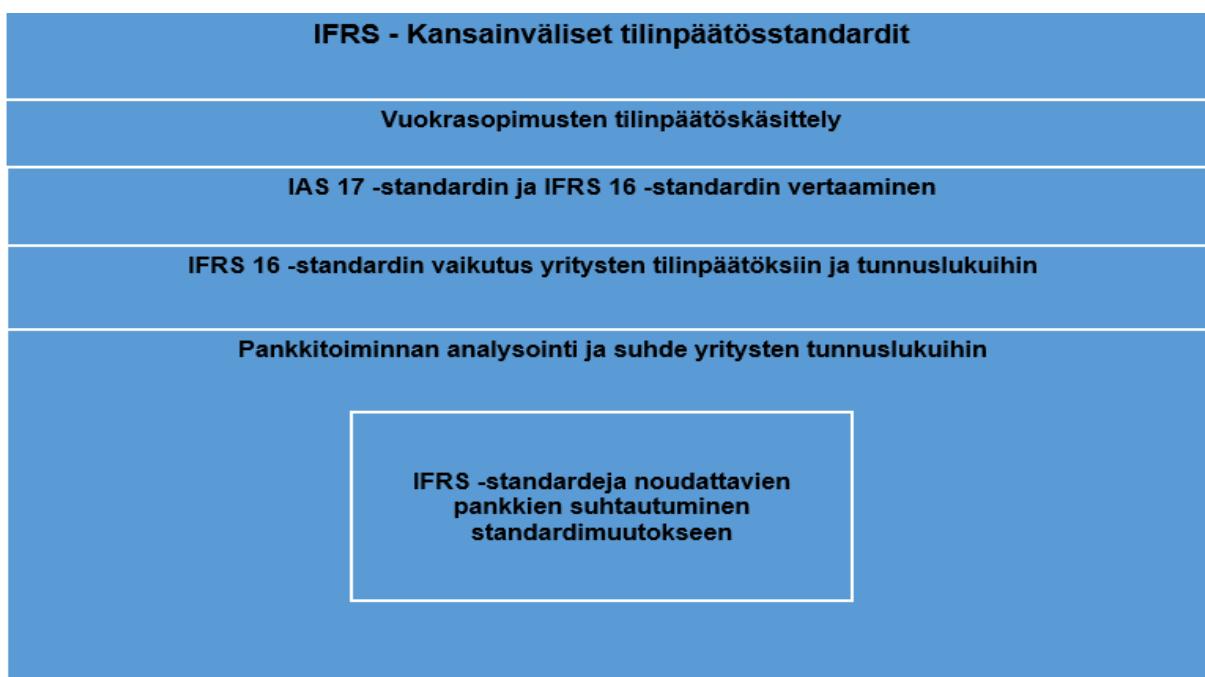 IFRS - Kansainväliset tilinpäätösstandardit
Vuokrasopimusten tilinpäätöskäsittely
IAS 17 -standardin ja IFRS 16 -standardin vertaaminen
IFRS 16 -standardin vaikutus yritysten tilinpäätöksiin ja tunnuslukuihin
Pankkitoiminnan analysointi ja suhde yritysten tunnuslukuihin
IFRS -standardeja noudattavien
pankkien suhtautuminen
standardimuutokseen